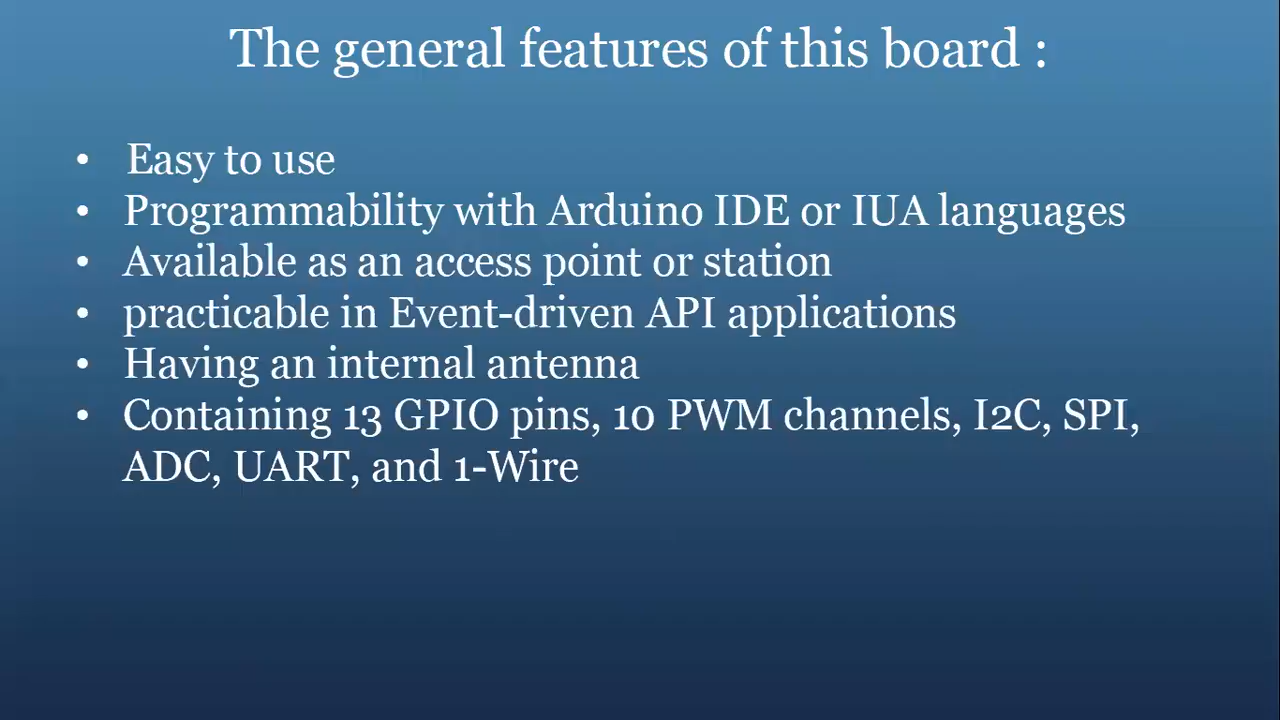 The general features of this board :
• Easy to use
• Programmability with Arduino IDE or IUA languages
• Available as an access point or station
• practicable in Event-driven API applications
• Having an internal antenna
• Containing 13 GPIO pins, 10 PWM channels, I2C, SPI,
ADC, UART, and 1-Wire